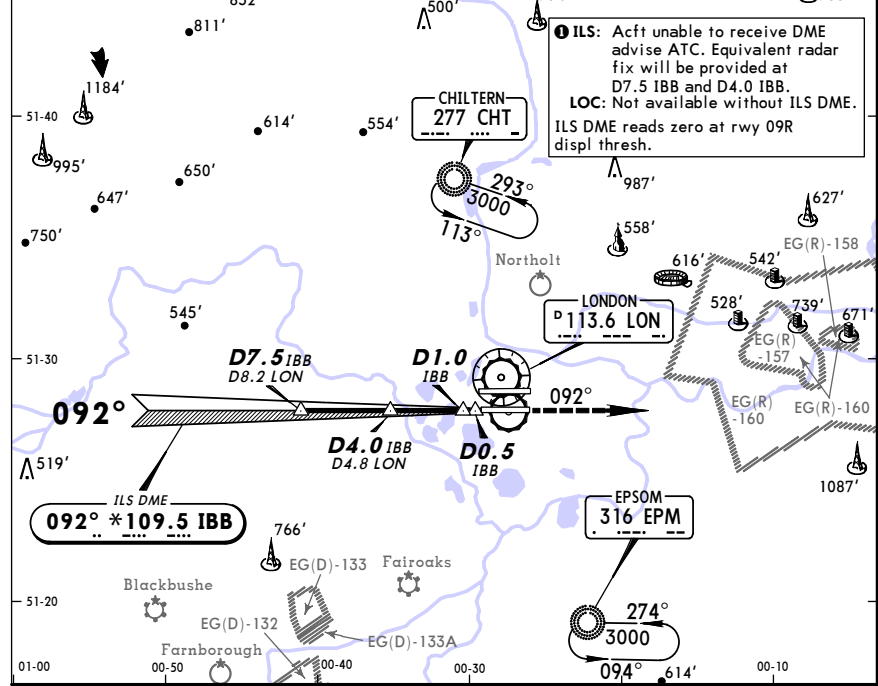 832'
500'
811'
❶ ILS: Acft unable to receive DME
advise ATC. Equivalent radar
fix will be provided at
D7.5 IBB and D4.0 IBB.
LOC: Not available without ILS DME.
ILS DME reads zero at rwy 09R
displ thresh.
1184'
CHILTERN
277 CHT
51-40
614'
554'
995'
650'
987'
293°
3000
113°
647'
627'
558'
750'
EG(R)-158
Northolt
616'
542'
LONDON
D 113.6 LON
528'
739'
671'
545'
EG(R)
-157
51-30
D7.5 IBB
D8.2 LON
D1.0
IBB
092°
092°
EG(R)
-160
EG(R)-160
D4.0 IBB
D4.8 LON
D0.5
IBB
519'
1087'
ILS DME
092° *109.5 IBB
EPSOM
316 EPM
766'
EG(D)-133
Fairoaks
Blackbushe
51-20
274°
3000
094°
EG(D)-132
EG(D)-133A
Farnborough
614'
01-00
00-50
00-40
00-30
00-10